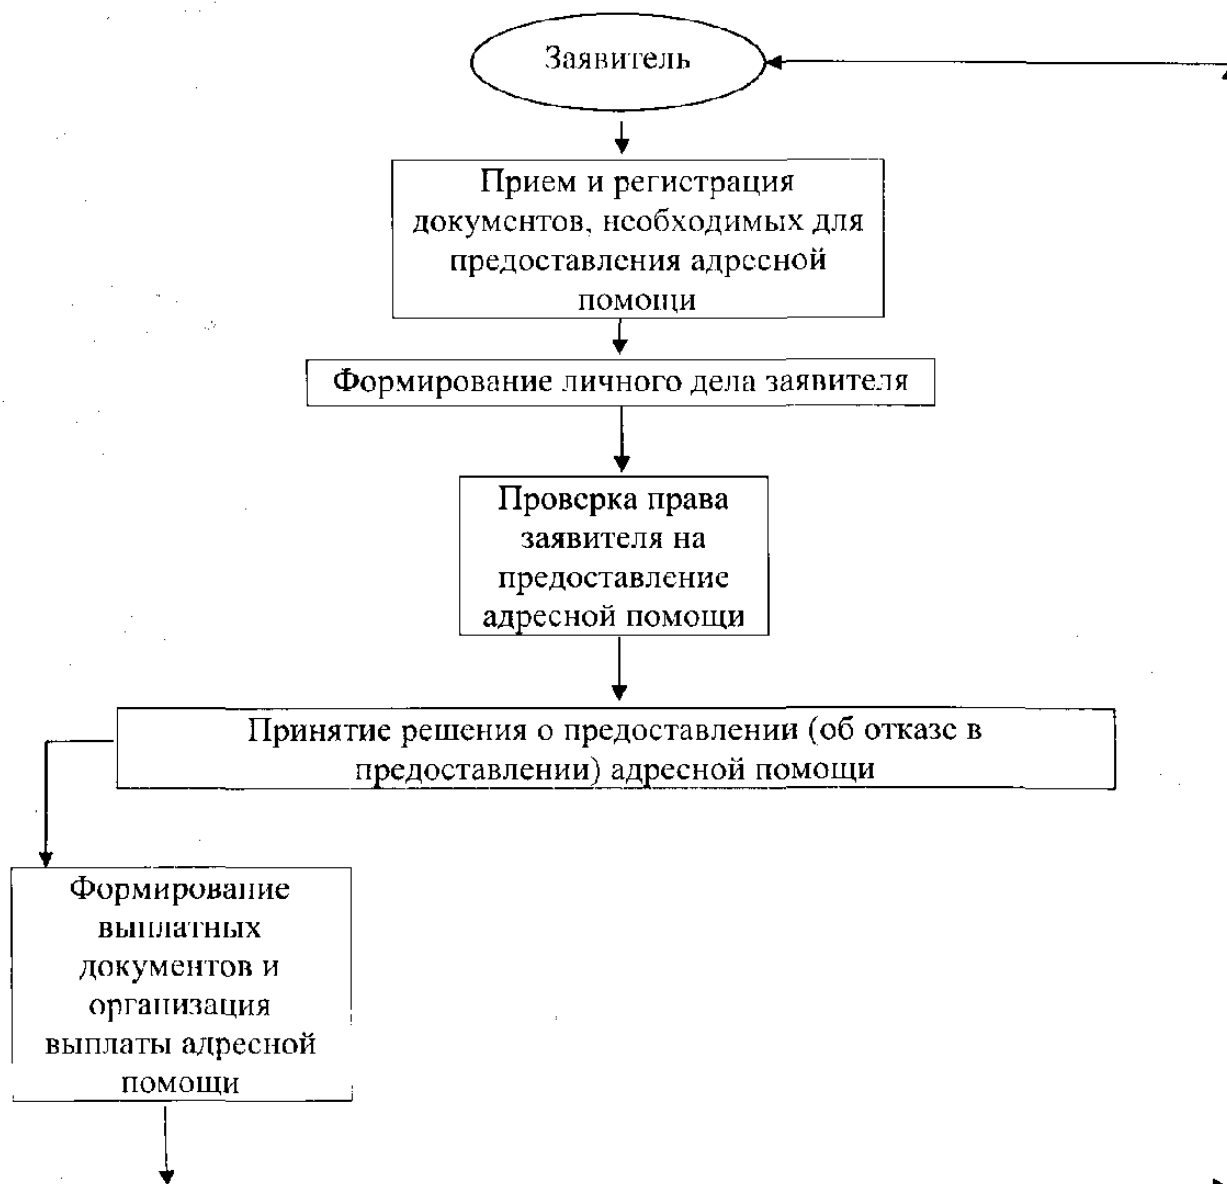 Заявитель
Прием и регистрация
документов, необходимых для
предоставления адресной
помощи
Формирование личного дела заявителя
Проверка права
заявителя на
предоставление
адресной помощи
Принятие решения о предоставлении (об отказе в
предоставлении) адресной помощи
Формирование
выплатных
документов и
организация
выплаты адресной
помощи